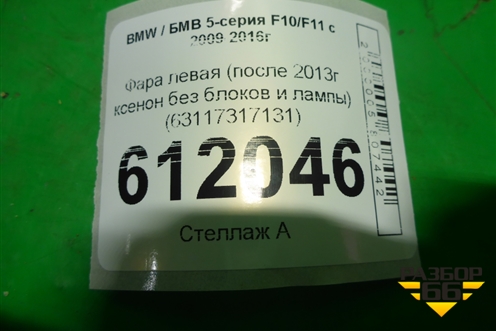 BMW / БМВ 5-серия F10/F11 с
2009-2016г
Фара левая (после 2013г
ксенон без блоков и лампы)
(63117317131)
612046
Стеллаж А
РАЗБОР
66